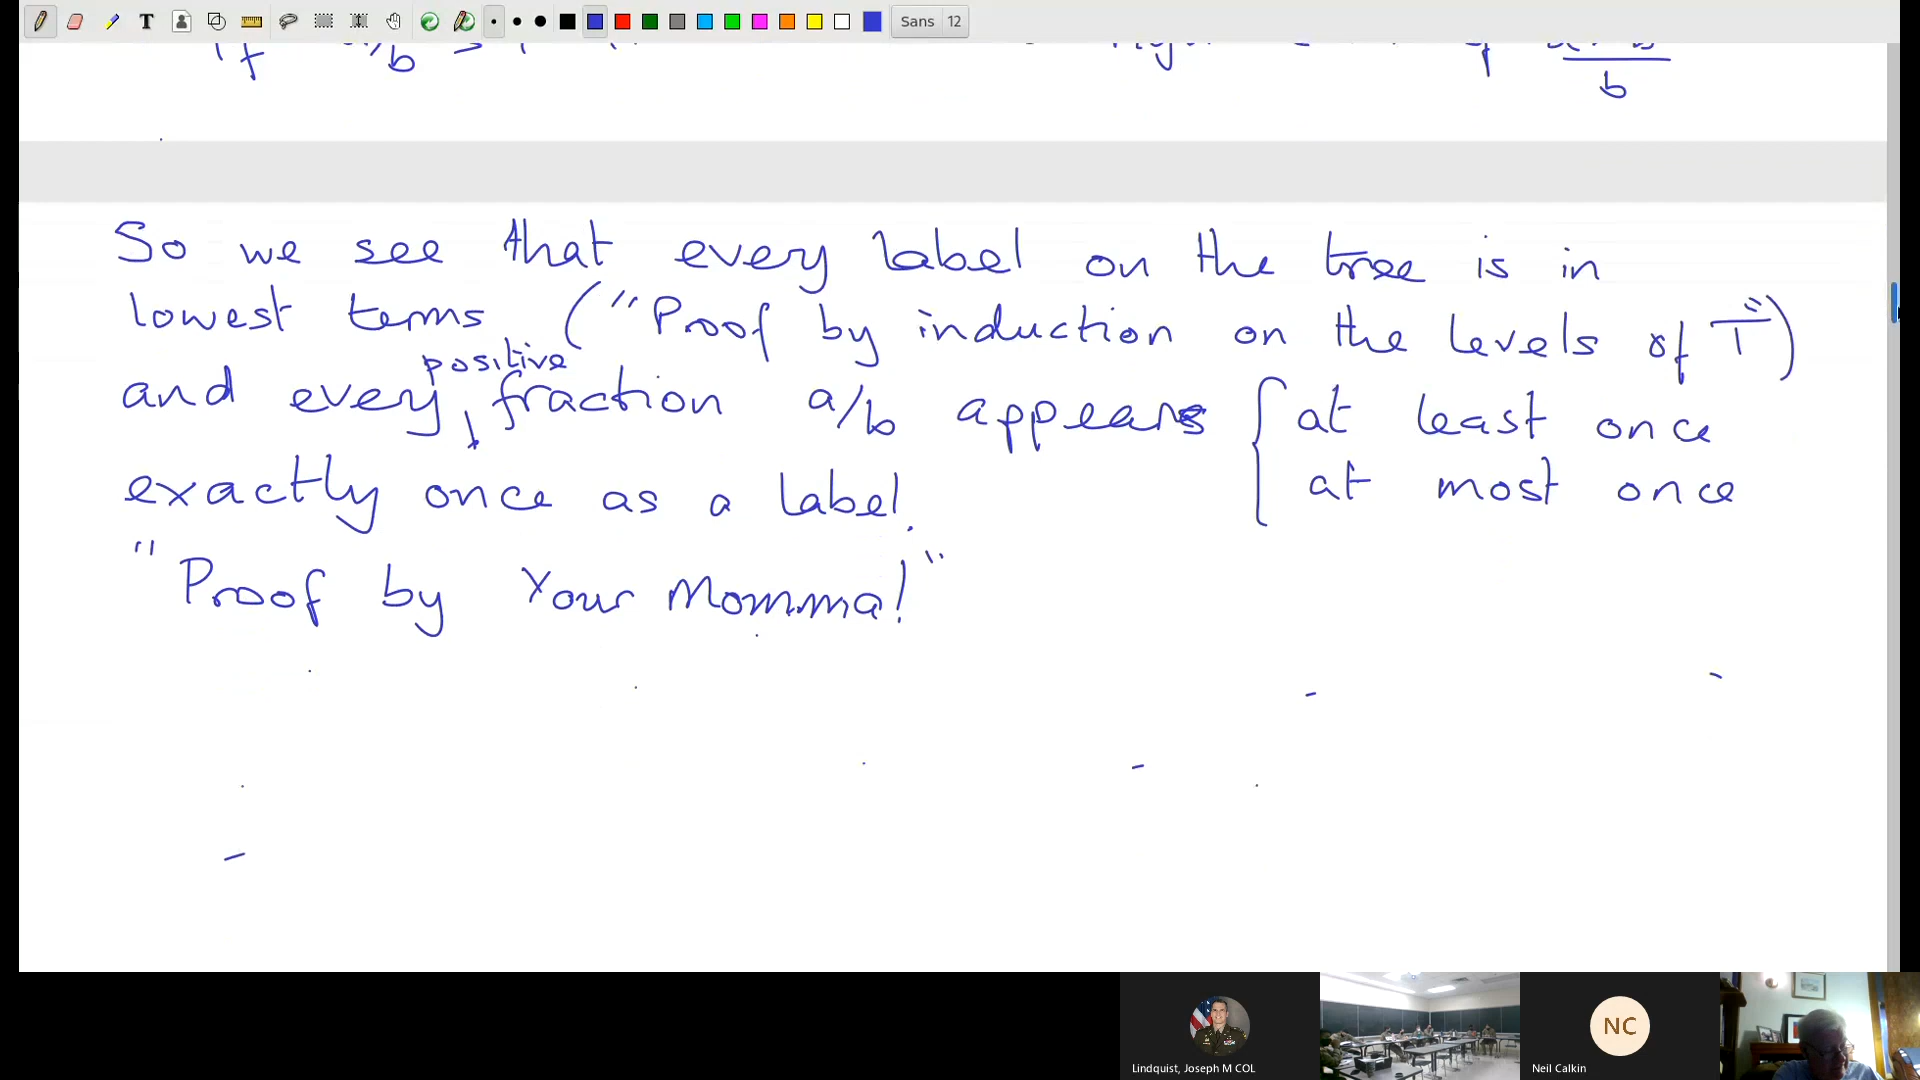 T Sans 12
If a/b > 1
b
So we see that every label on the tree is in
lowest terms ("Proof by induction on the levels of T")
positive
and every fraction a/b appears { at least once
at most once
exactly once as a label.
"Proof by Your Momma!"
Lindquist, Joseph M COL
NC
Neil Calkin